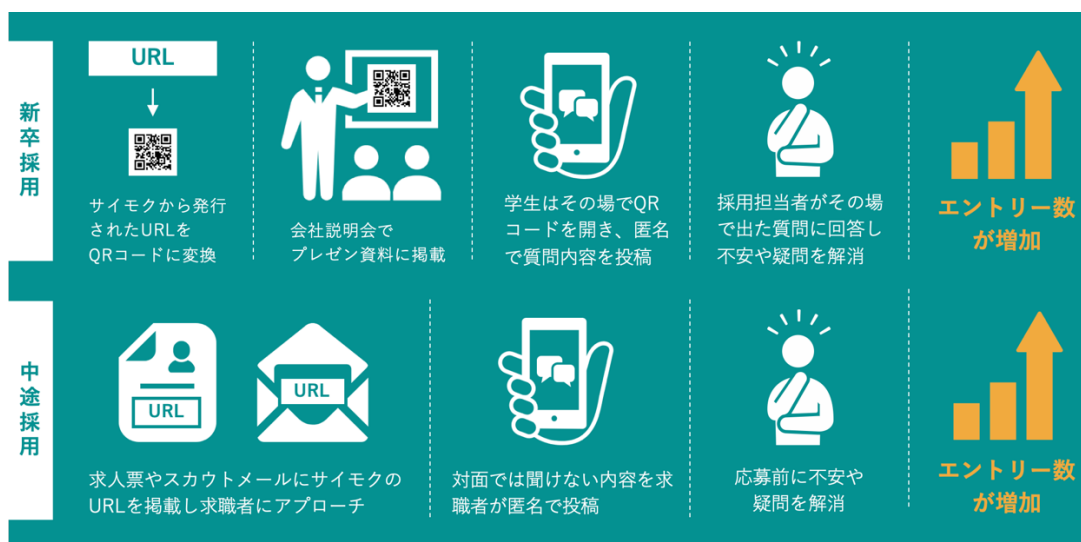 新卒採用
URL
サイモクから発行
されたURLを
QRコードに変換
会社説明会で
プレゼン資料に掲載
学生はその場でQR
コードを開き、匿名
で質問内容を投稿
採用担当者がその場
で出た質問に回答し
不安や疑問を解消
エントリー数
が増加
中途採用
URL
URL
求人票やスカウトメールにサイモクの
URLを掲載し求職者にアプローチ
対面では聞けない内容を求
職者が匿名で投稿
応募前に不安や
疑問を解消
エントリー数
が増加